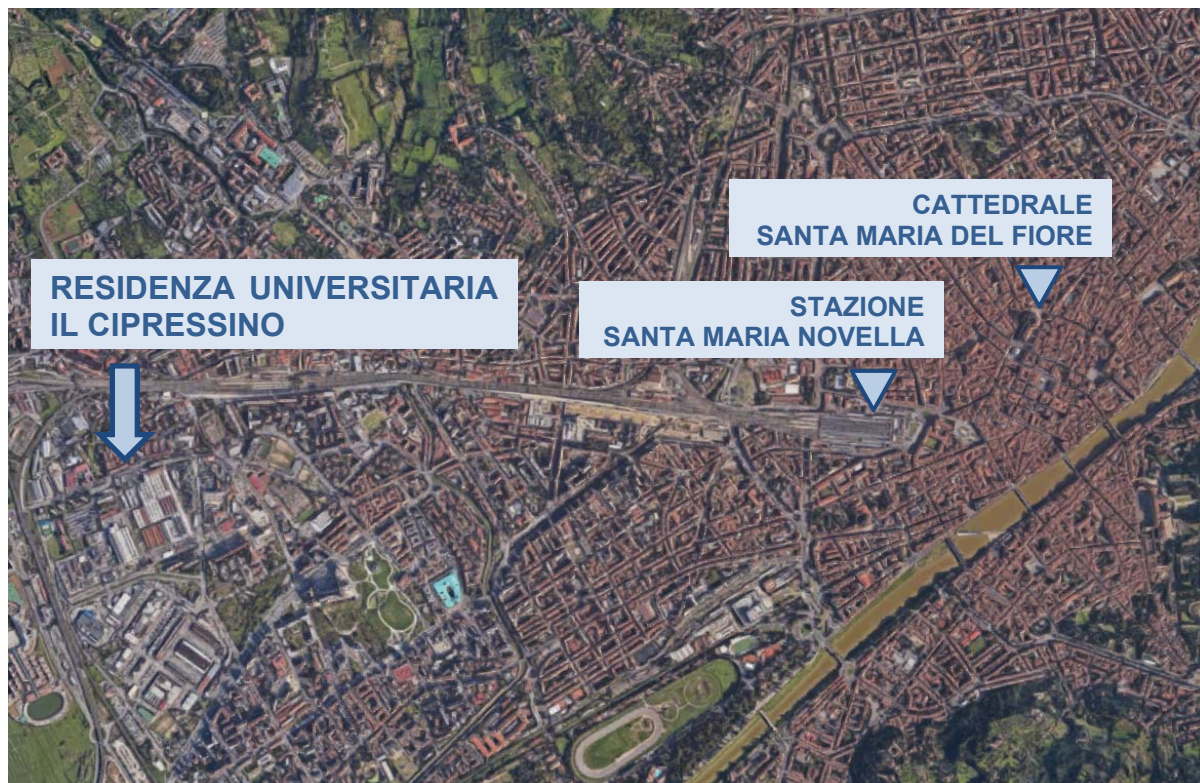 CATTEDRALE
SANTA MARIA DEL FIORE
RESIDENZA UNIVERSITARIA
IL CIPRESSINO
STAZIONE
SANTA MARIA NOVELLA